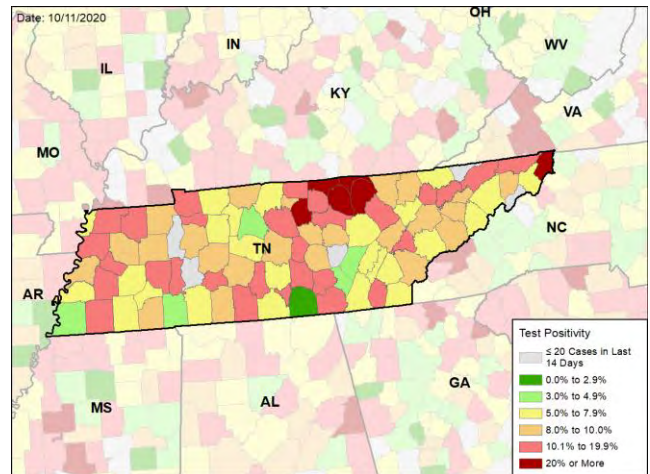 Date: 10/11/2020
OH
IN
WV
IL
KY
VA
MO
TN
NC
AR
MS
AL
GA
Test Positivity
≤ 20 Cases in Last
14 Days
0.0% to 2.9%
3.0% to 4.9%
5.0% to 7.9%
8.0% to 10.0%
10.1% to 19.9%
20% or More